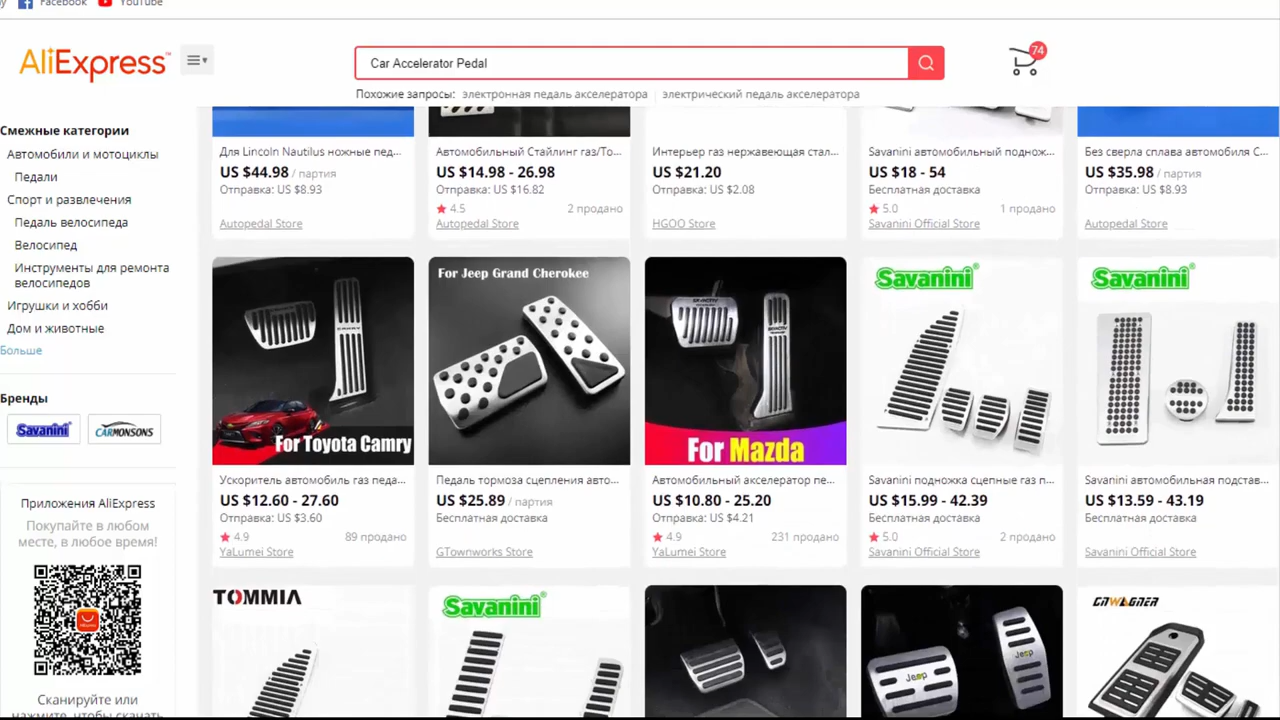 Facebook
YouTube
AliExpress™
Car Accelerator Pedal
74
Похожие запросы: электронная педаль акселератора электрический педаль акселератора
Смежные категории
Автомобили и мотоциклы
Педали
Спорт и развлечения
Педаль велосипеда
Велосипед
Инструменты для ремонта
велосипедов
Игрушки и хобби
Дом и животные
Больше
Бренды
Savanini
CARMONSONS
Приложения AliExpress
Покупайте в любом
месте, в любое время!
Сканируйте или
нажмите, чтобы скачать
Для Lincoln Nautilus ножные пед...
US $44.98 / партия
Отправка: US $8.93
Autopedal Store
Автомобильный Стайлинг газ/То...
US $14.98 - 26.98
Отправка: US $16.82
4.5 2 продано
Autopedal Store
Интерьер газ нержавеющая стал...
US $21.20
Отправка: US $2.08
HGOO Store
Savanini автомобильный поднож...
US $18 - 54
Бесплатная доставка
5.0 1 продано
Savanini Official Store
Без сверла сплава автомобиля С...
US $35.98 / партия
Отправка: US $8.93
Autopedal Store
CAMRY
For Toyota Camry
Ускоритель автомобиль газ педа...
US $12.60 - 27.60
Отправка: US $3.60
4.9 89 продано
YaLumei Store
For Jeep Grand Cherokee
Педаль тормоза сцепления авто...
US $25.89 / партия
Бесплатная доставка
GTownworks Store
SKACTIV
SKACTIV
For Mazda
Автомобильный акселератор пе...
US $10.80 - 25.20
Отправка: US $4.21
4.9 231 продано
YaLumei Store
Savanini
Savanini подножка сцепные газ п...
US $15.99 - 42.39
Бесплатная доставка
5.0 2 продано
Savanini Official Store
Savanini
Savanini автомобильная подстав...
US $13.59 - 43.19
Бесплатная доставка
Savanini Official Store
TOMMIA
Savanini
Jeep
Jeep
CNWAGNER